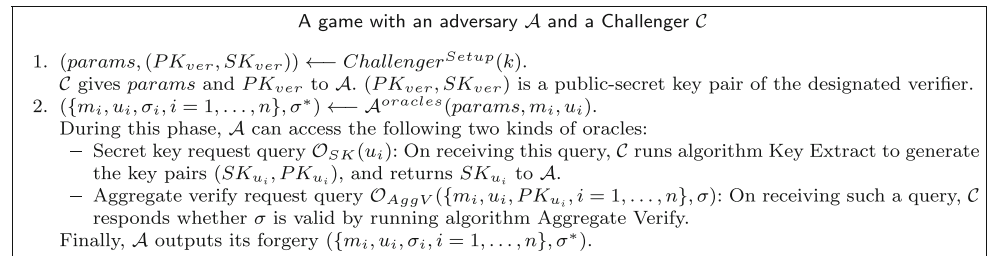 A game with an adversary 𝒜 and a Challenger 𝒞
1. (params, (PK_ver, SK_ver)) ⟵ Challenger^Setup(k).
𝒞 gives params and PK_ver to 𝒜. (PK_ver, SK_ver) is a public-secret key pair of the designated verifier.
2. ({m_i, u_i, σ_i, i = 1, . . . , n}, σ*) ⟵ 𝒜^oracles(params, m_i, u_i).
During this phase, 𝒜 can access the following two kinds of oracles:
– Secret key request query 𝒪_SK(u_i): On receiving this query, 𝒞 runs algorithm Key Extract to generate
the key pairs (SK_{u_i}, PK_{u_i}), and returns SK_{u_i} to 𝒜.
– Aggregate verify request query 𝒪_AggV({m_i, u_i, PK_{u_i}, i = 1, . . . , n}, σ): On receiving such a query, 𝒞
responds whether σ is valid by running algorithm Aggregate Verify.
Finally, 𝒜 outputs its forgery ({m_i, u_i, σ_i, i = 1, . . . , n}, σ*).